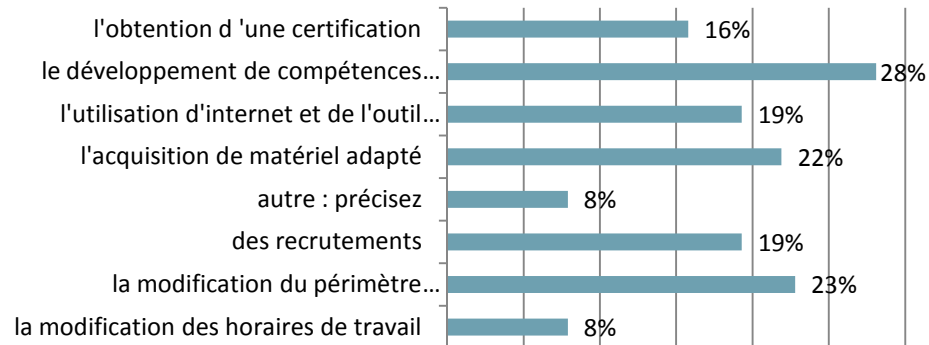 l'obtention d 'une certification 16%
le développement de compétences… 28%
l'utilisation d'internet et de l'outil… 19%
l'acquisition de matériel adapté 22%
autre : précisez 8%
des recrutements 19%
la modification du périmètre… 23%
la modification des horaires de travail 8%